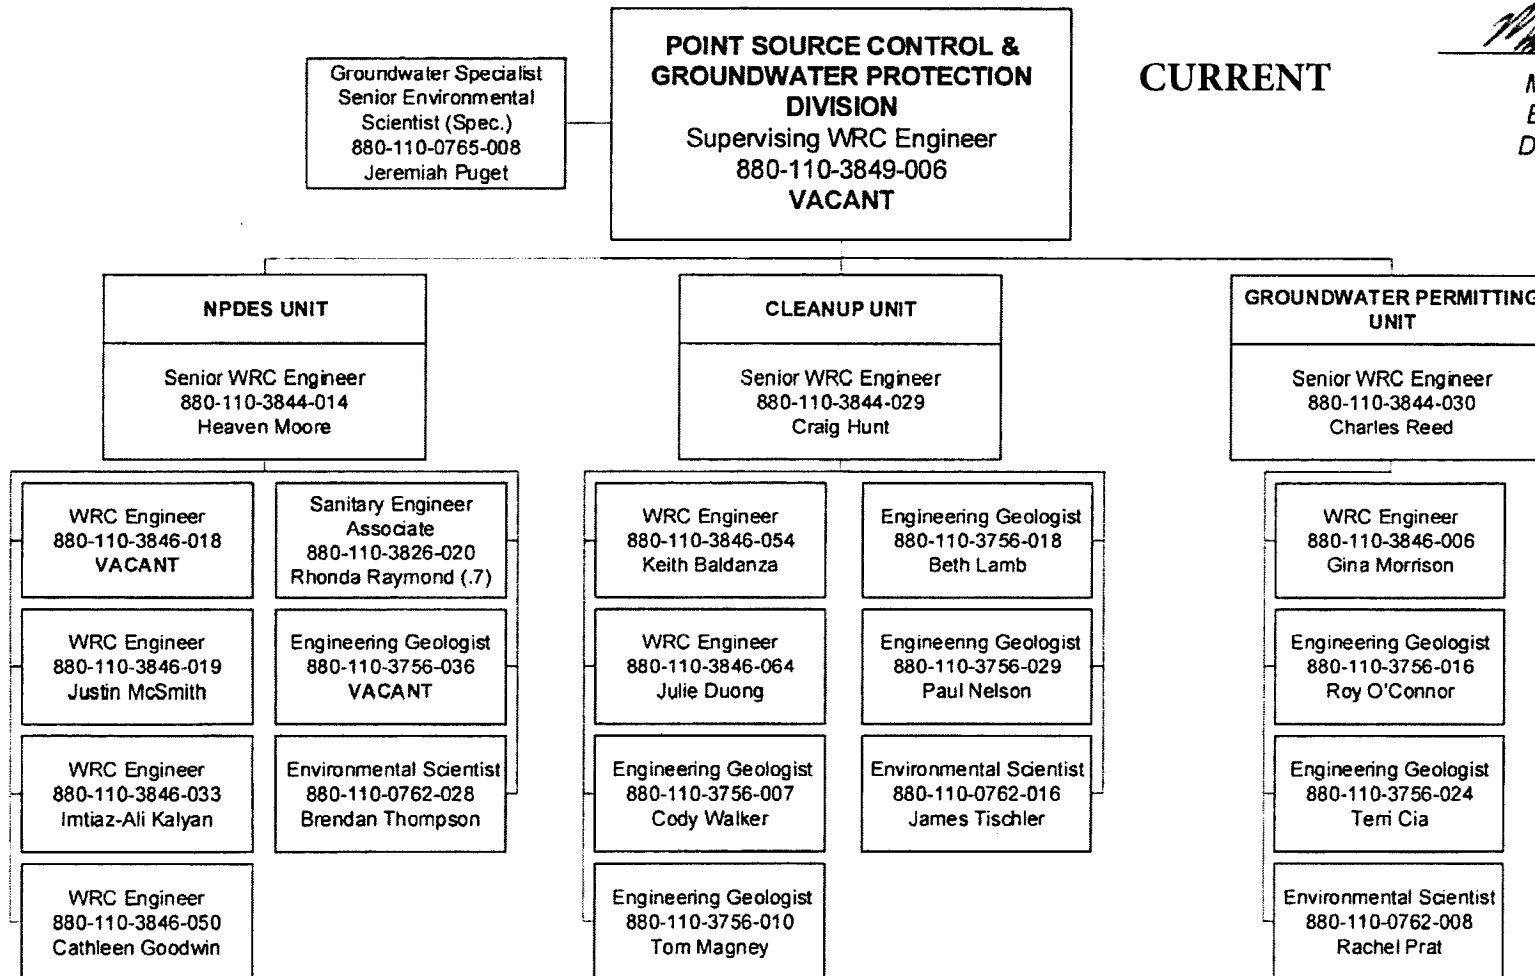 Groundwater Specialist
Senior Environmental
Scientist (Spec.)
880-110-0765-008
Jeremiah Puget
POINT SOURCE CONTROL &
GROUNDWATER PROTECTION
DIVISION
Supervising WRC Engineer
880-110-3849-006
VACANT
CURRENT
NPDES UNIT
Senior WRC Engineer
880-110-3844-014
Heaven Moore
WRC Engineer
880-110-3846-018
VACANT
WRC Engineer
880-110-3846-019
Justin McSmith
WRC Engineer
880-110-3846-033
Imtiaz-Ali Kalyan
WRC Engineer
880-110-3846-050
Cathleen Goodwin
Sanitary Engineer
Associate
880-110-3826-020
Rhonda Raymond (.7)
Engineering Geologist
880-110-3756-036
VACANT
Environmental Scientist
880-110-0762-028
Brendan Thompson
CLEANUP UNIT
Senior WRC Engineer
880-110-3844-029
Craig Hunt
WRC Engineer
880-110-3846-054
Keith Baldanza
WRC Engineer
880-110-3846-064
Julie Duong
Engineering Geologist
880-110-3756-007
Cody Walker
Engineering Geologist
880-110-3756-010
Tom Magney
Engineering Geologist
880-110-3756-018
Beth Lamb
Engineering Geologist
880-110-3756-029
Paul Nelson
Environmental Scientist
880-110-0762-016
James Tischler
GROUNDWATER PERMITTING
UNIT
Senior WRC Engineer
880-110-3844-030
Charles Reed
WRC Engineer
880-110-3846-006
Gina Morrison
Engineering Geologist
880-110-3756-016
Roy O'Connor
Engineering Geologist
880-110-3756-024
Terri Cia
Environmental Scientist
880-110-0762-008
Rachel Prat